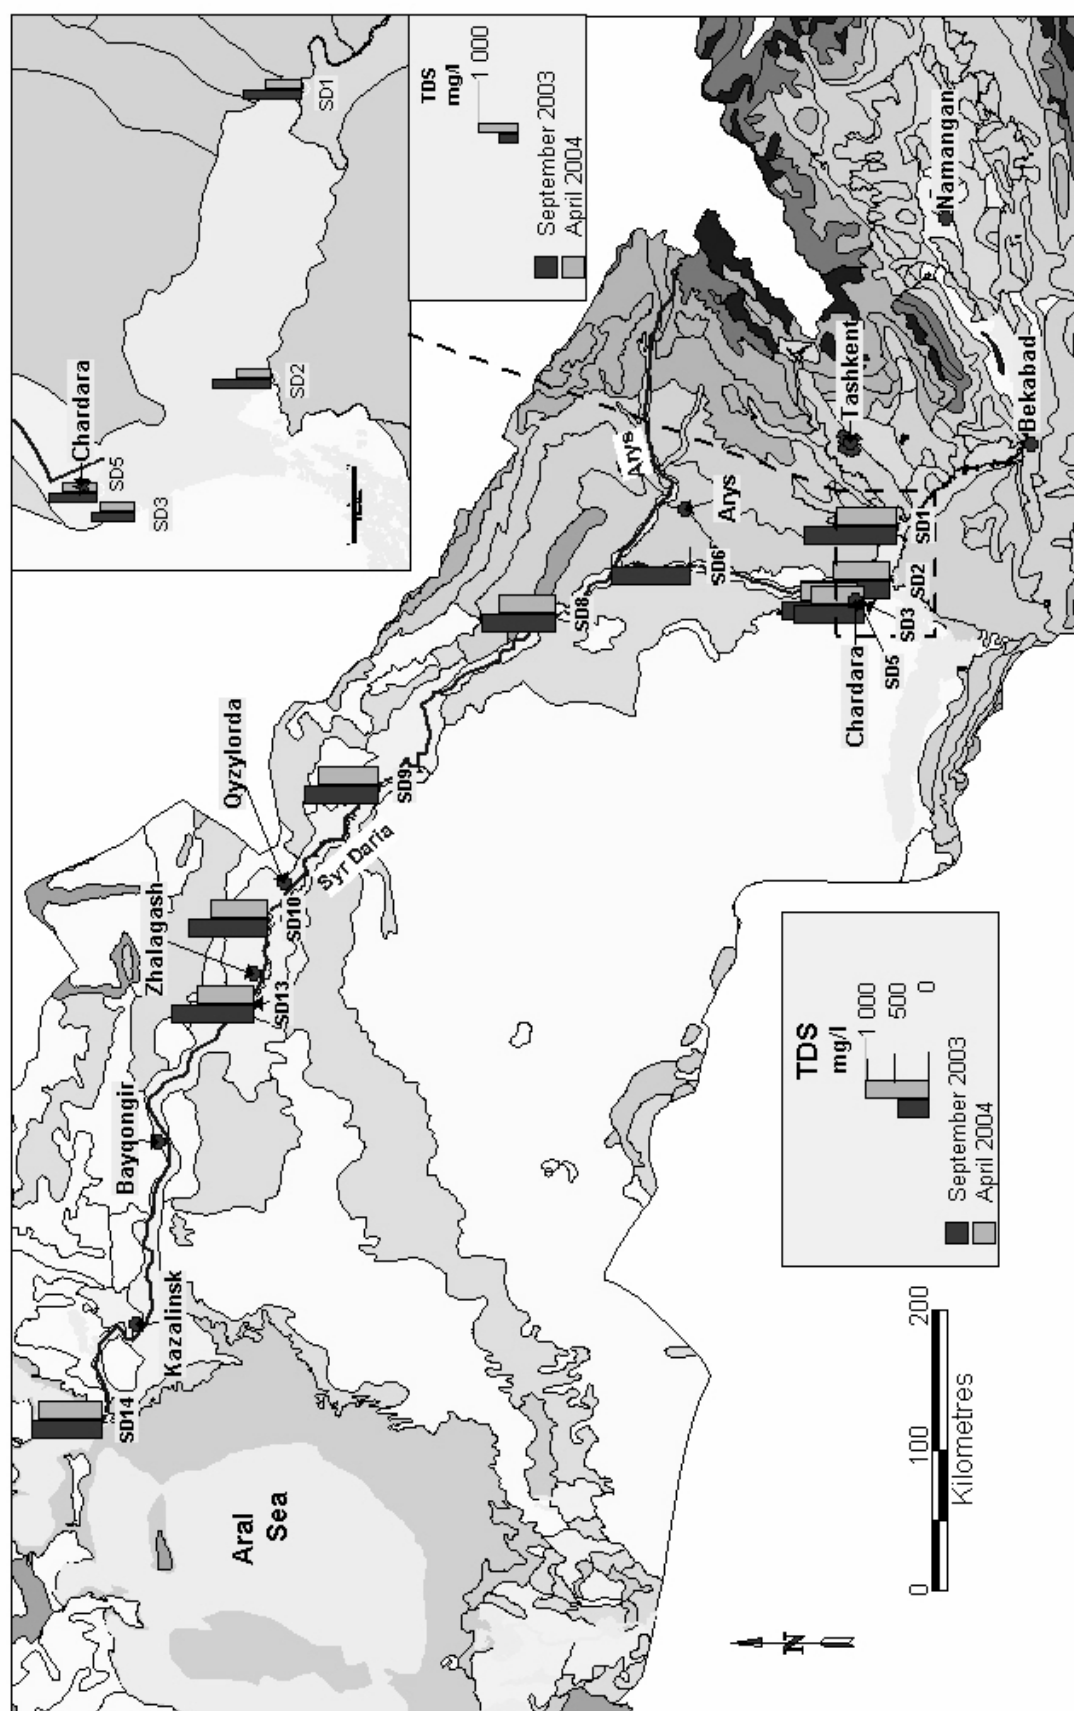 SD1
SD2
Chardara
SD5
SD3
TDS
mg/l
1 000
September 2003
April 2004
Namangan
Tashkent
Bekabad
Arys
Arys
SD1
SD2
SD3
SD5
Chardara
SD6
SD8
SD9
Syr Daria
Qyzylorda
SD10
Zhalagash
SD13
Bayqongir
Kazalinsk
SD14
Aral
Sea
TDS
mg/l
1 000
500
0
September 2003
April 2004
0 100 200
Kilometres
N